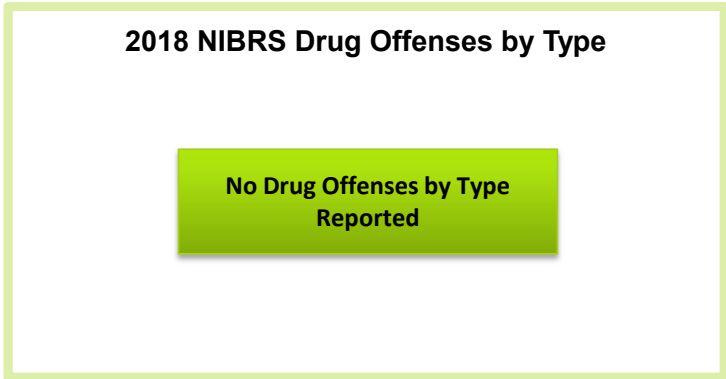 2018 NIBRS Drug Offenses by Type
No Drug Offenses by Type
Reported